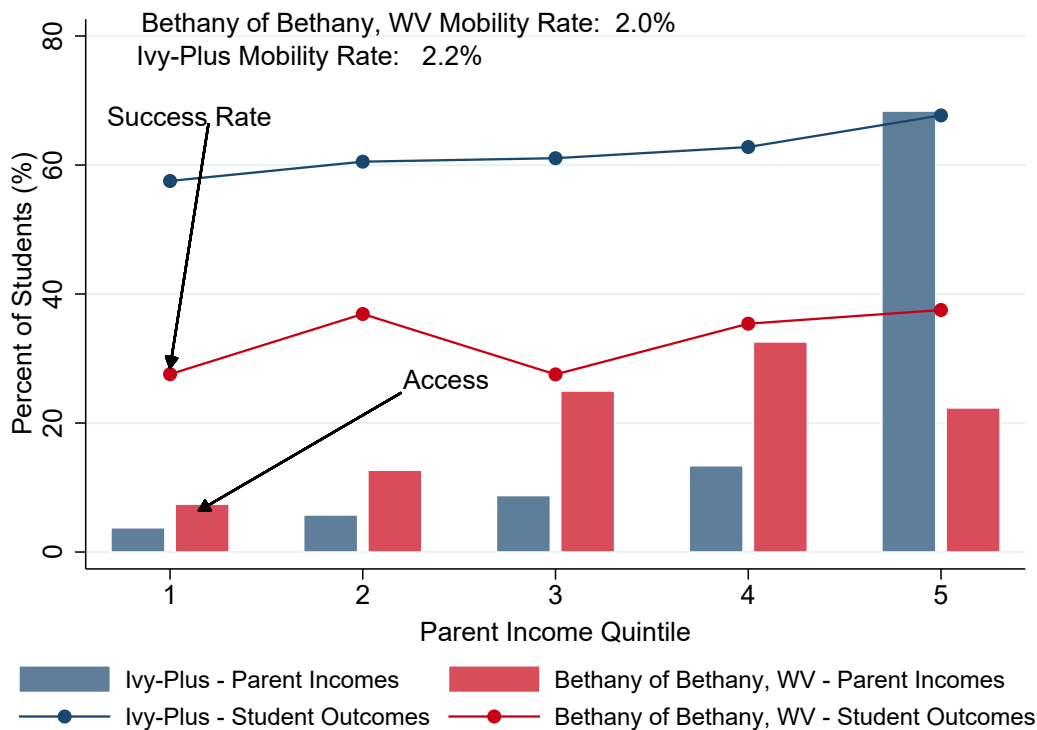 Bethany of Bethany, WV Mobility Rate: 2.0%
Ivy-Plus Mobility Rate: 2.2%
Success Rate
Access
Percent of Students (%)
80
60
40
20
0
1 2 3 4 5
Parent Income Quintile
Ivy-Plus - Parent Incomes Bethany of Bethany, WV - Parent Incomes
Ivy-Plus - Student Outcomes Bethany of Bethany, WV - Student Outcomes